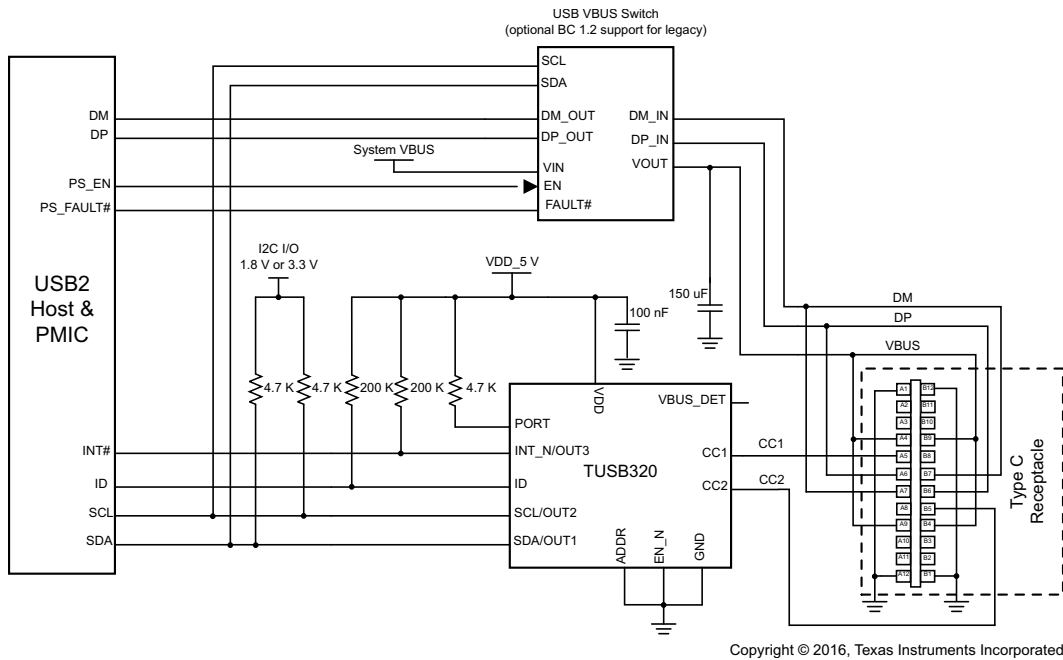 USB VBUS Switch
(optional BC 1.2 support for legacy)
SCL
SDA
DM
DM_OUT
DM_IN
DP
DP_OUT
DP_IN
System VBUS
VIN
VOUT
PS_EN
EN
PS_FAULT#
FAULT#
USB2
Host &
PMIC
I2C I/O
1.8 V or 3.3 V
VDD_5 V
100 nF
150 uF
DM
DP
VBUS
4.7 K
4.7 K
200 K
200 K
4.7 K
VDD
VBUS_DET
PORT
INT#
INT_N/OUT3
CC1
CC1
TUSB320
ID
ID
CC2
CC2
SCL
SCL/OUT2
SDA
SDA/OUT1
ADDR
EN_N
GND
A1
B12
A2
B11
A3
B10
A4
B9
A5
B8
A6
B7
A7
B6
A8
B5
A9
B4
A10
B3
A11
B2
A12
B1
Type C
Receptacle
Copyright © 2016, Texas Instruments Incorporated